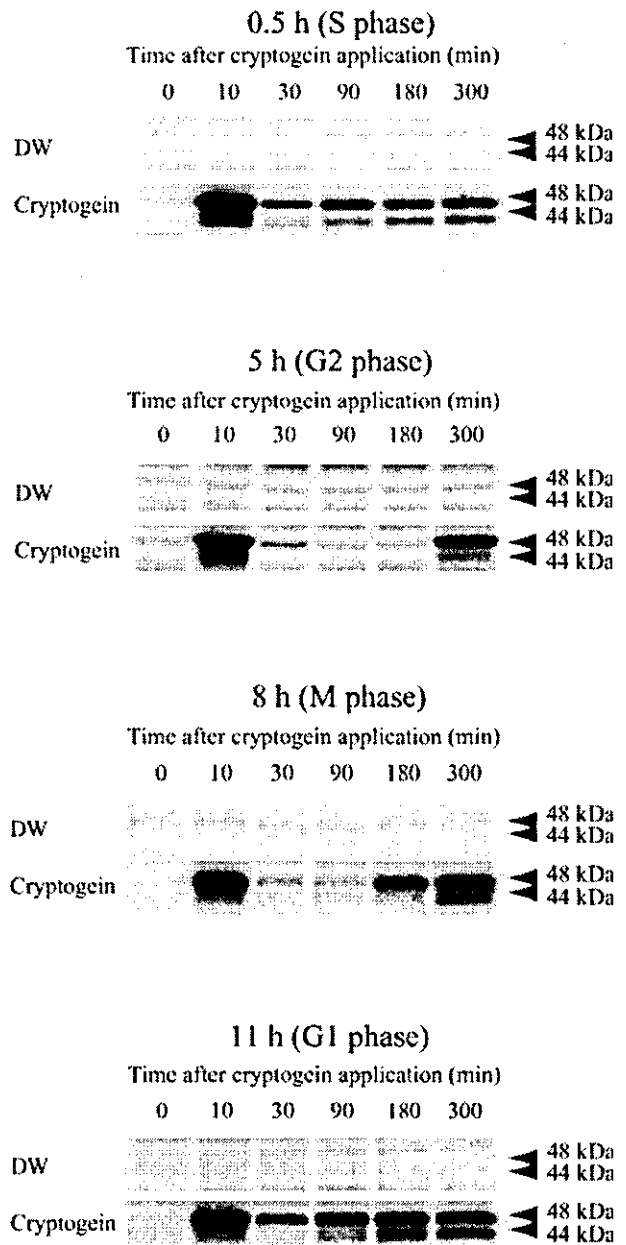 0.5 h (S phase)
Time after cryptogein application (min)
0 10 30 90 180 300
DW
48 kDa
44 kDa
Cryptogein
48 kDa
44 kDa
5 h (G2 phase)
Time after cryptogein application (min)
0 10 30 90 180 300
DW
48 kDa
44 kDa
Cryptogein
48 kDa
44 kDa
8 h (M phase)
Time after cryptogein application (min)
0 10 30 90 180 300
DW
48 kDa
44 kDa
Cryptogein
48 kDa
44 kDa
11 h (G1 phase)
Time after cryptogein application (min)
0 10 30 90 180 300
DW
48 kDa
44 kDa
Cryptogein
48 kDa
44 kDa